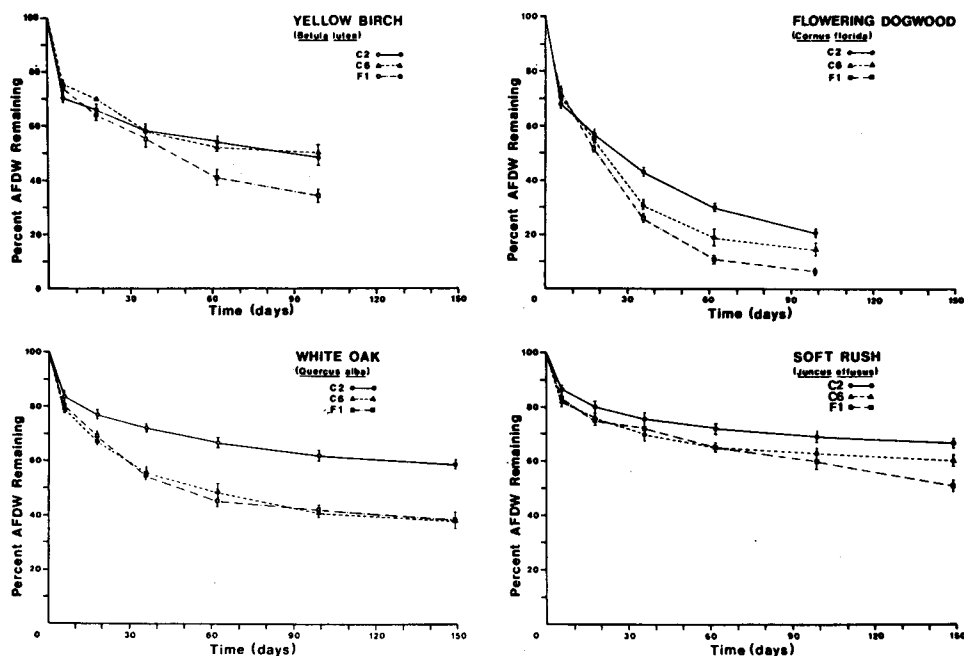 YELLOW BIRCH
(Betula lutea)
C2
C6
F1
Percent AFDW Remaining
100
80
60
40
20
0
0 30 60 90 120 150
Time (days)
FLOWERING DOGWOOD
(Cornus florida)
C2
C6
F1
Percent AFDW Remaining
100
80
60
40
20
0
0 30 60 90 120 150
Time (days)
WHITE OAK
(Quercus alba)
C2
C6
F1
Percent AFDW Remaining
100
80
60
40
20
0 30 60 90 120 150
Time (days)
SOFT RUSH
(Juncus effusus)
C2
C6
F1
Percent AFDW Remaining
100
80
60
40
20
0 30 60 90 120 150
Time (days)